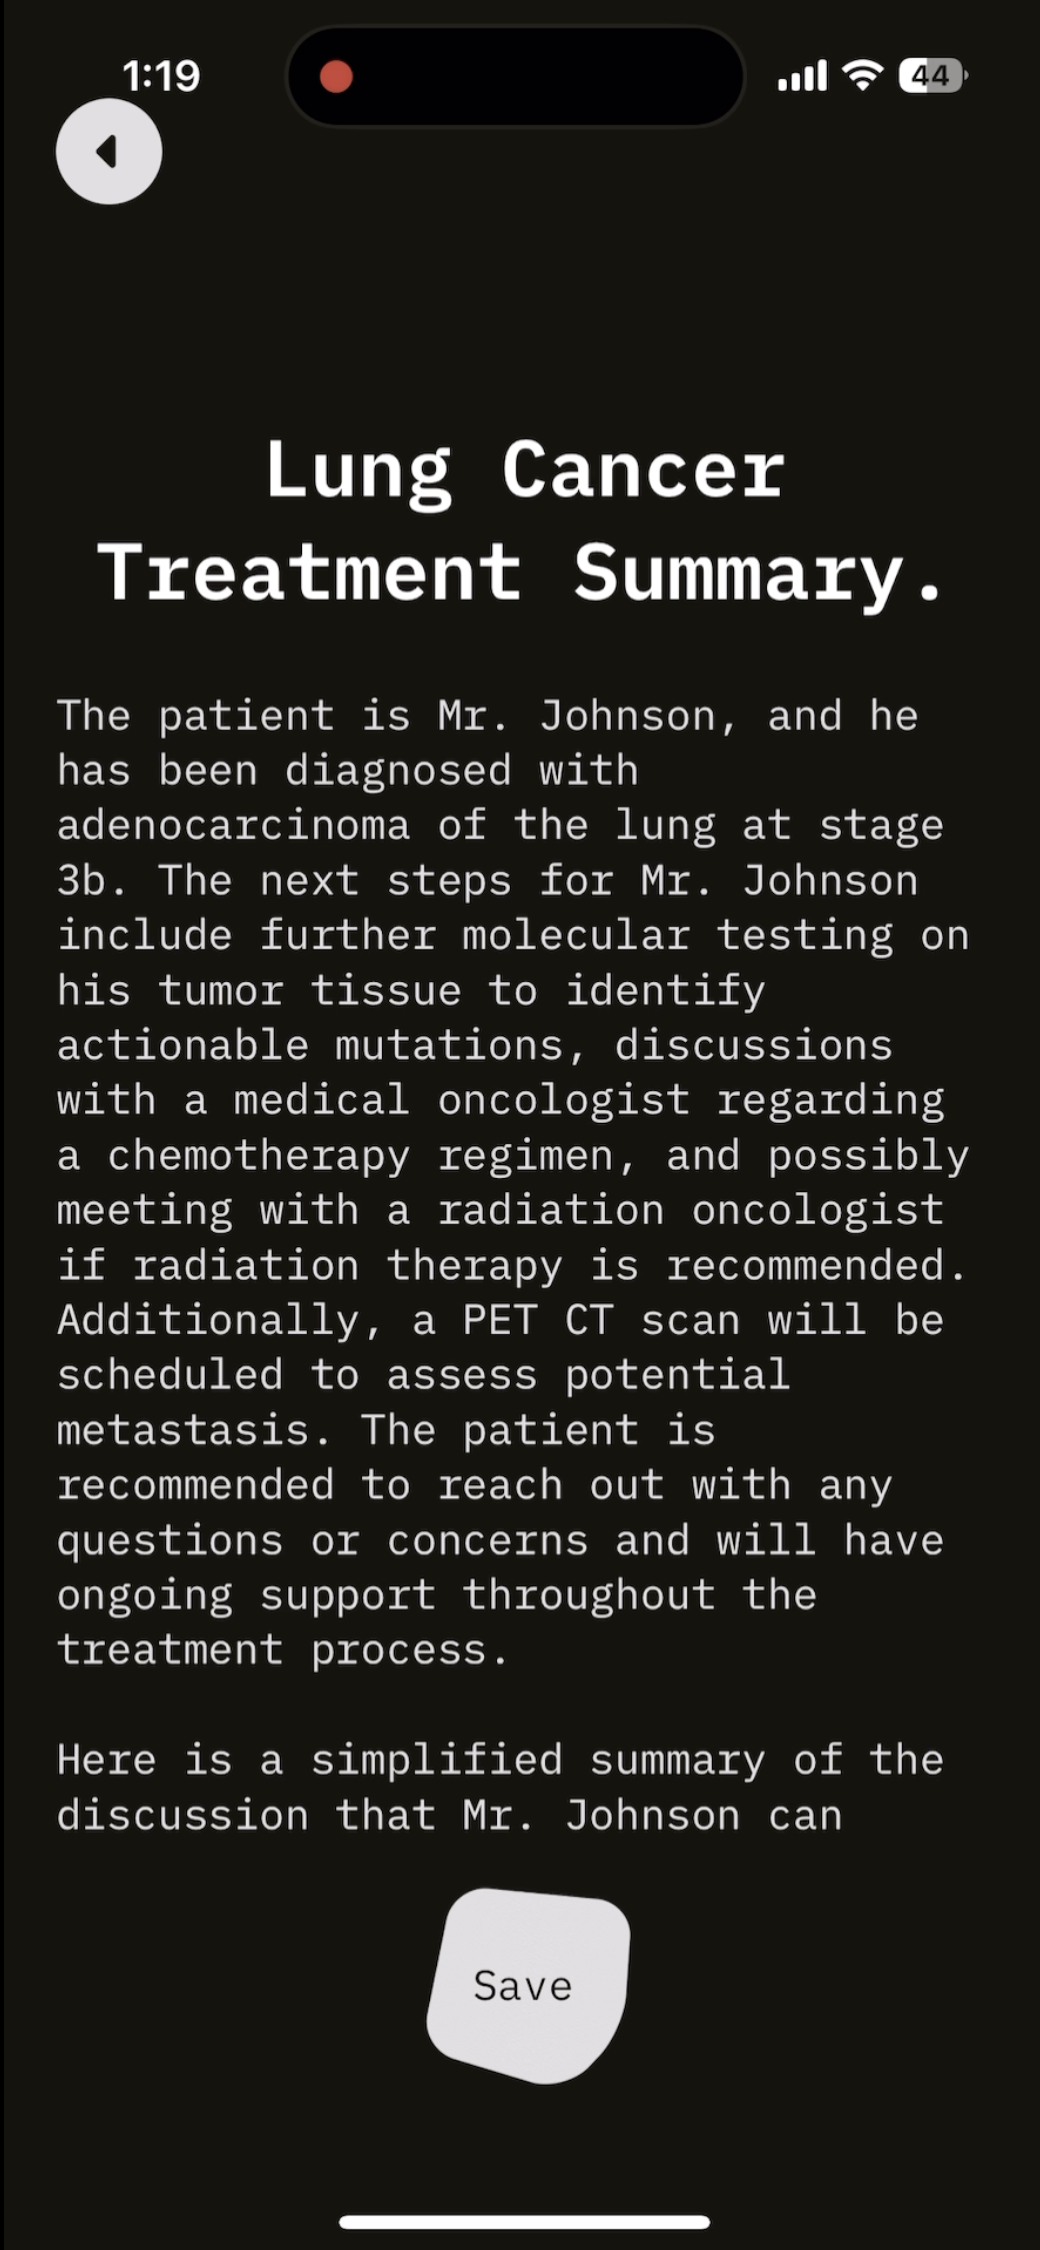 1:19
44
Lung Cancer
Treatment Summary.
The patient is Mr. Johnson, and he
has been diagnosed with
adenocarcinoma of the lung at stage
3b. The next steps for Mr. Johnson
include further molecular testing on
his tumor tissue to identify
actionable mutations, discussions
with a medical oncologist regarding
a chemotherapy regimen, and possibly
meeting with a radiation oncologist
if radiation therapy is recommended.
Additionally, a PET CT scan will be
scheduled to assess potential
metastasis. The patient is
recommended to reach out with any
questions or concerns and will have
ongoing support throughout the
treatment process.
Here is a simplified summary of the
discussion that Mr. Johnson can
Save